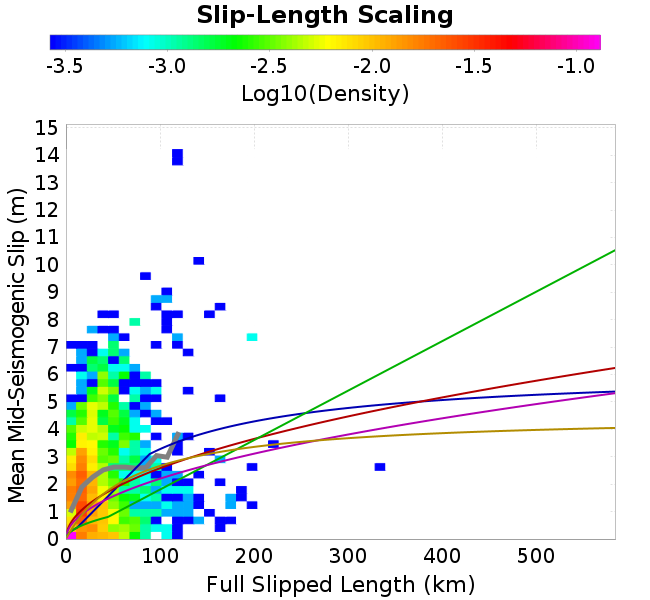 Slip-Length Scaling
-3.5 -3.0 -2.5 -2.0 -1.5 -1.0
Log10(Density)
15
14
13
12
11
10
9
8
7
6
5
4
3
2
1
0
Mean Mid-Seismogenic Slip (m)
0 100 200 300 400 500
Full Slipped Length (km)